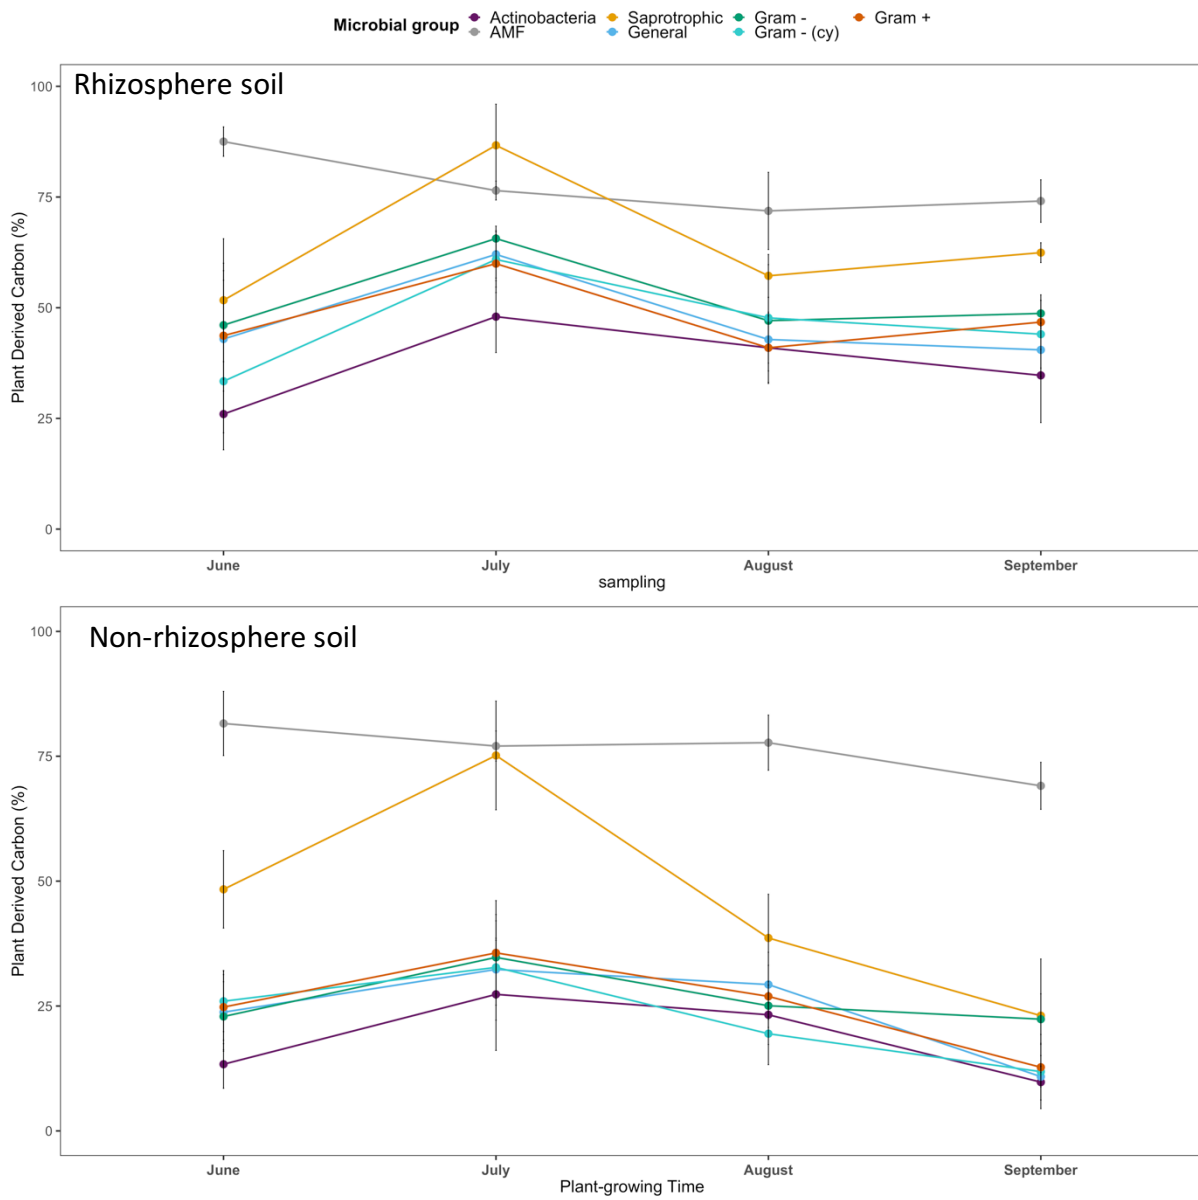 Microbial group Actinobacteria Saprotrophic Gram - Gram +
AMF General Gram - (cy)
Rhizosphere soil
Plant Derived Carbon (%)
100
75
50
25
0
June July August September
sampling
Non-rhizosphere soil
Plant Derived Carbon (%)
100
75
50
25
0
June July August September
Plant-growing Time